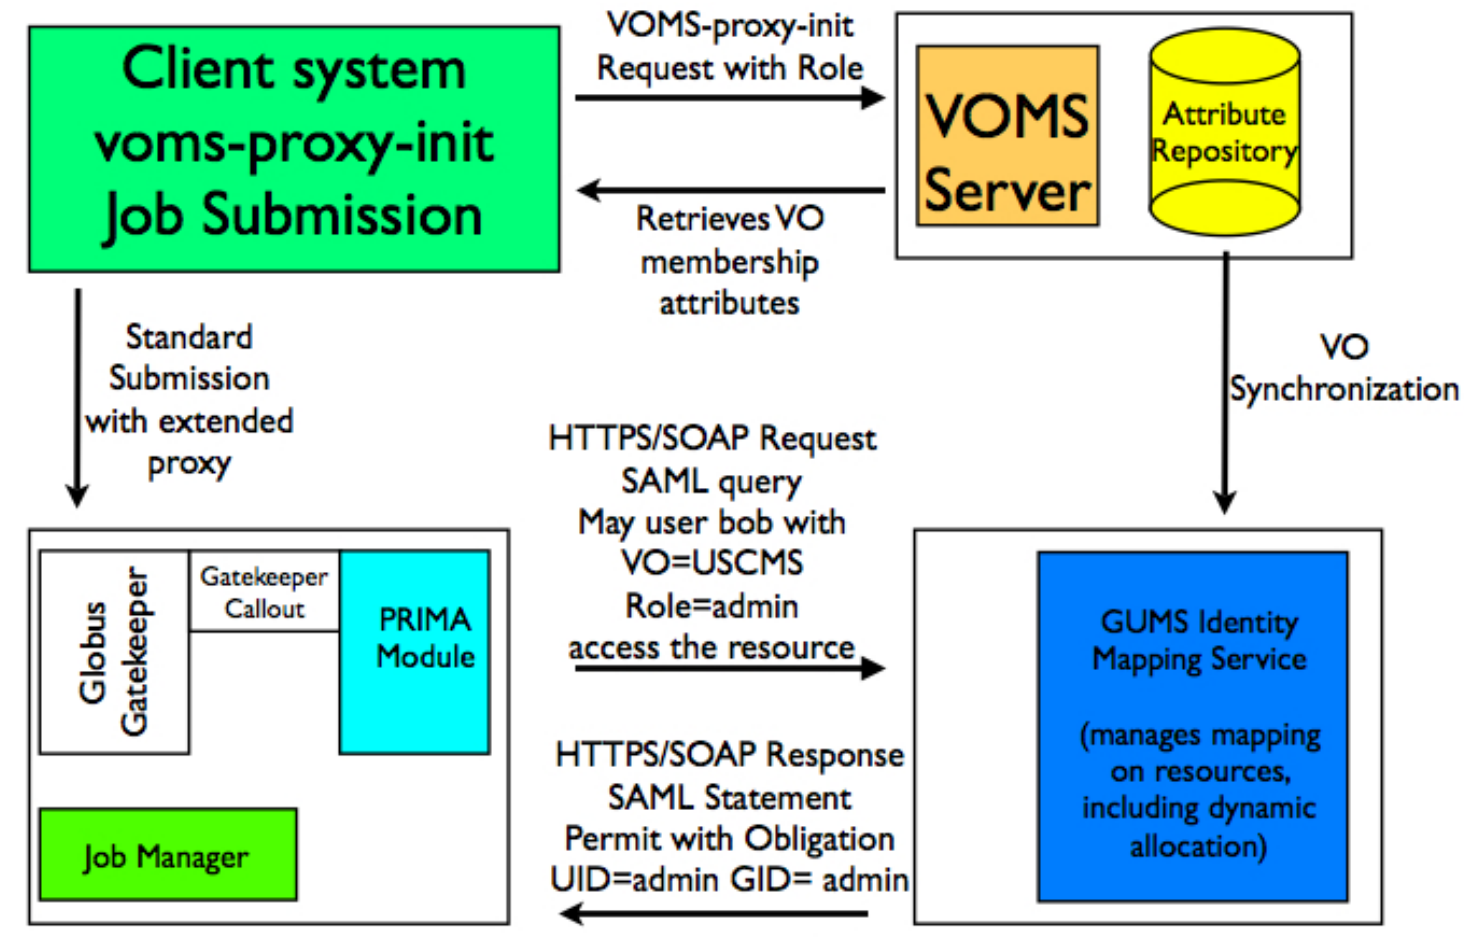 Client system
voms-proxy-init
Job Submission
VOMS-proxy-init
Request with Role
VOMS
Server
Attribute
Repository
Retrieves VO
membership
attributes
Standard
Submission
with extended
proxy
VO
Synchronization
HTTPS/SOAP Request
SAML query
May user bob with
VO=USCMS
Role=admin
access the resource
Globus
Gatekeeper
Gatekeeper
Callout
PRIMA
Module
GUMS Identity
Mapping Service
(manages mapping
on resources,
including dynamic
allocation)
HTTPS/SOAP Response
SAML Statement
Permit with Obligation
UID=admin GID= admin
Job Manager